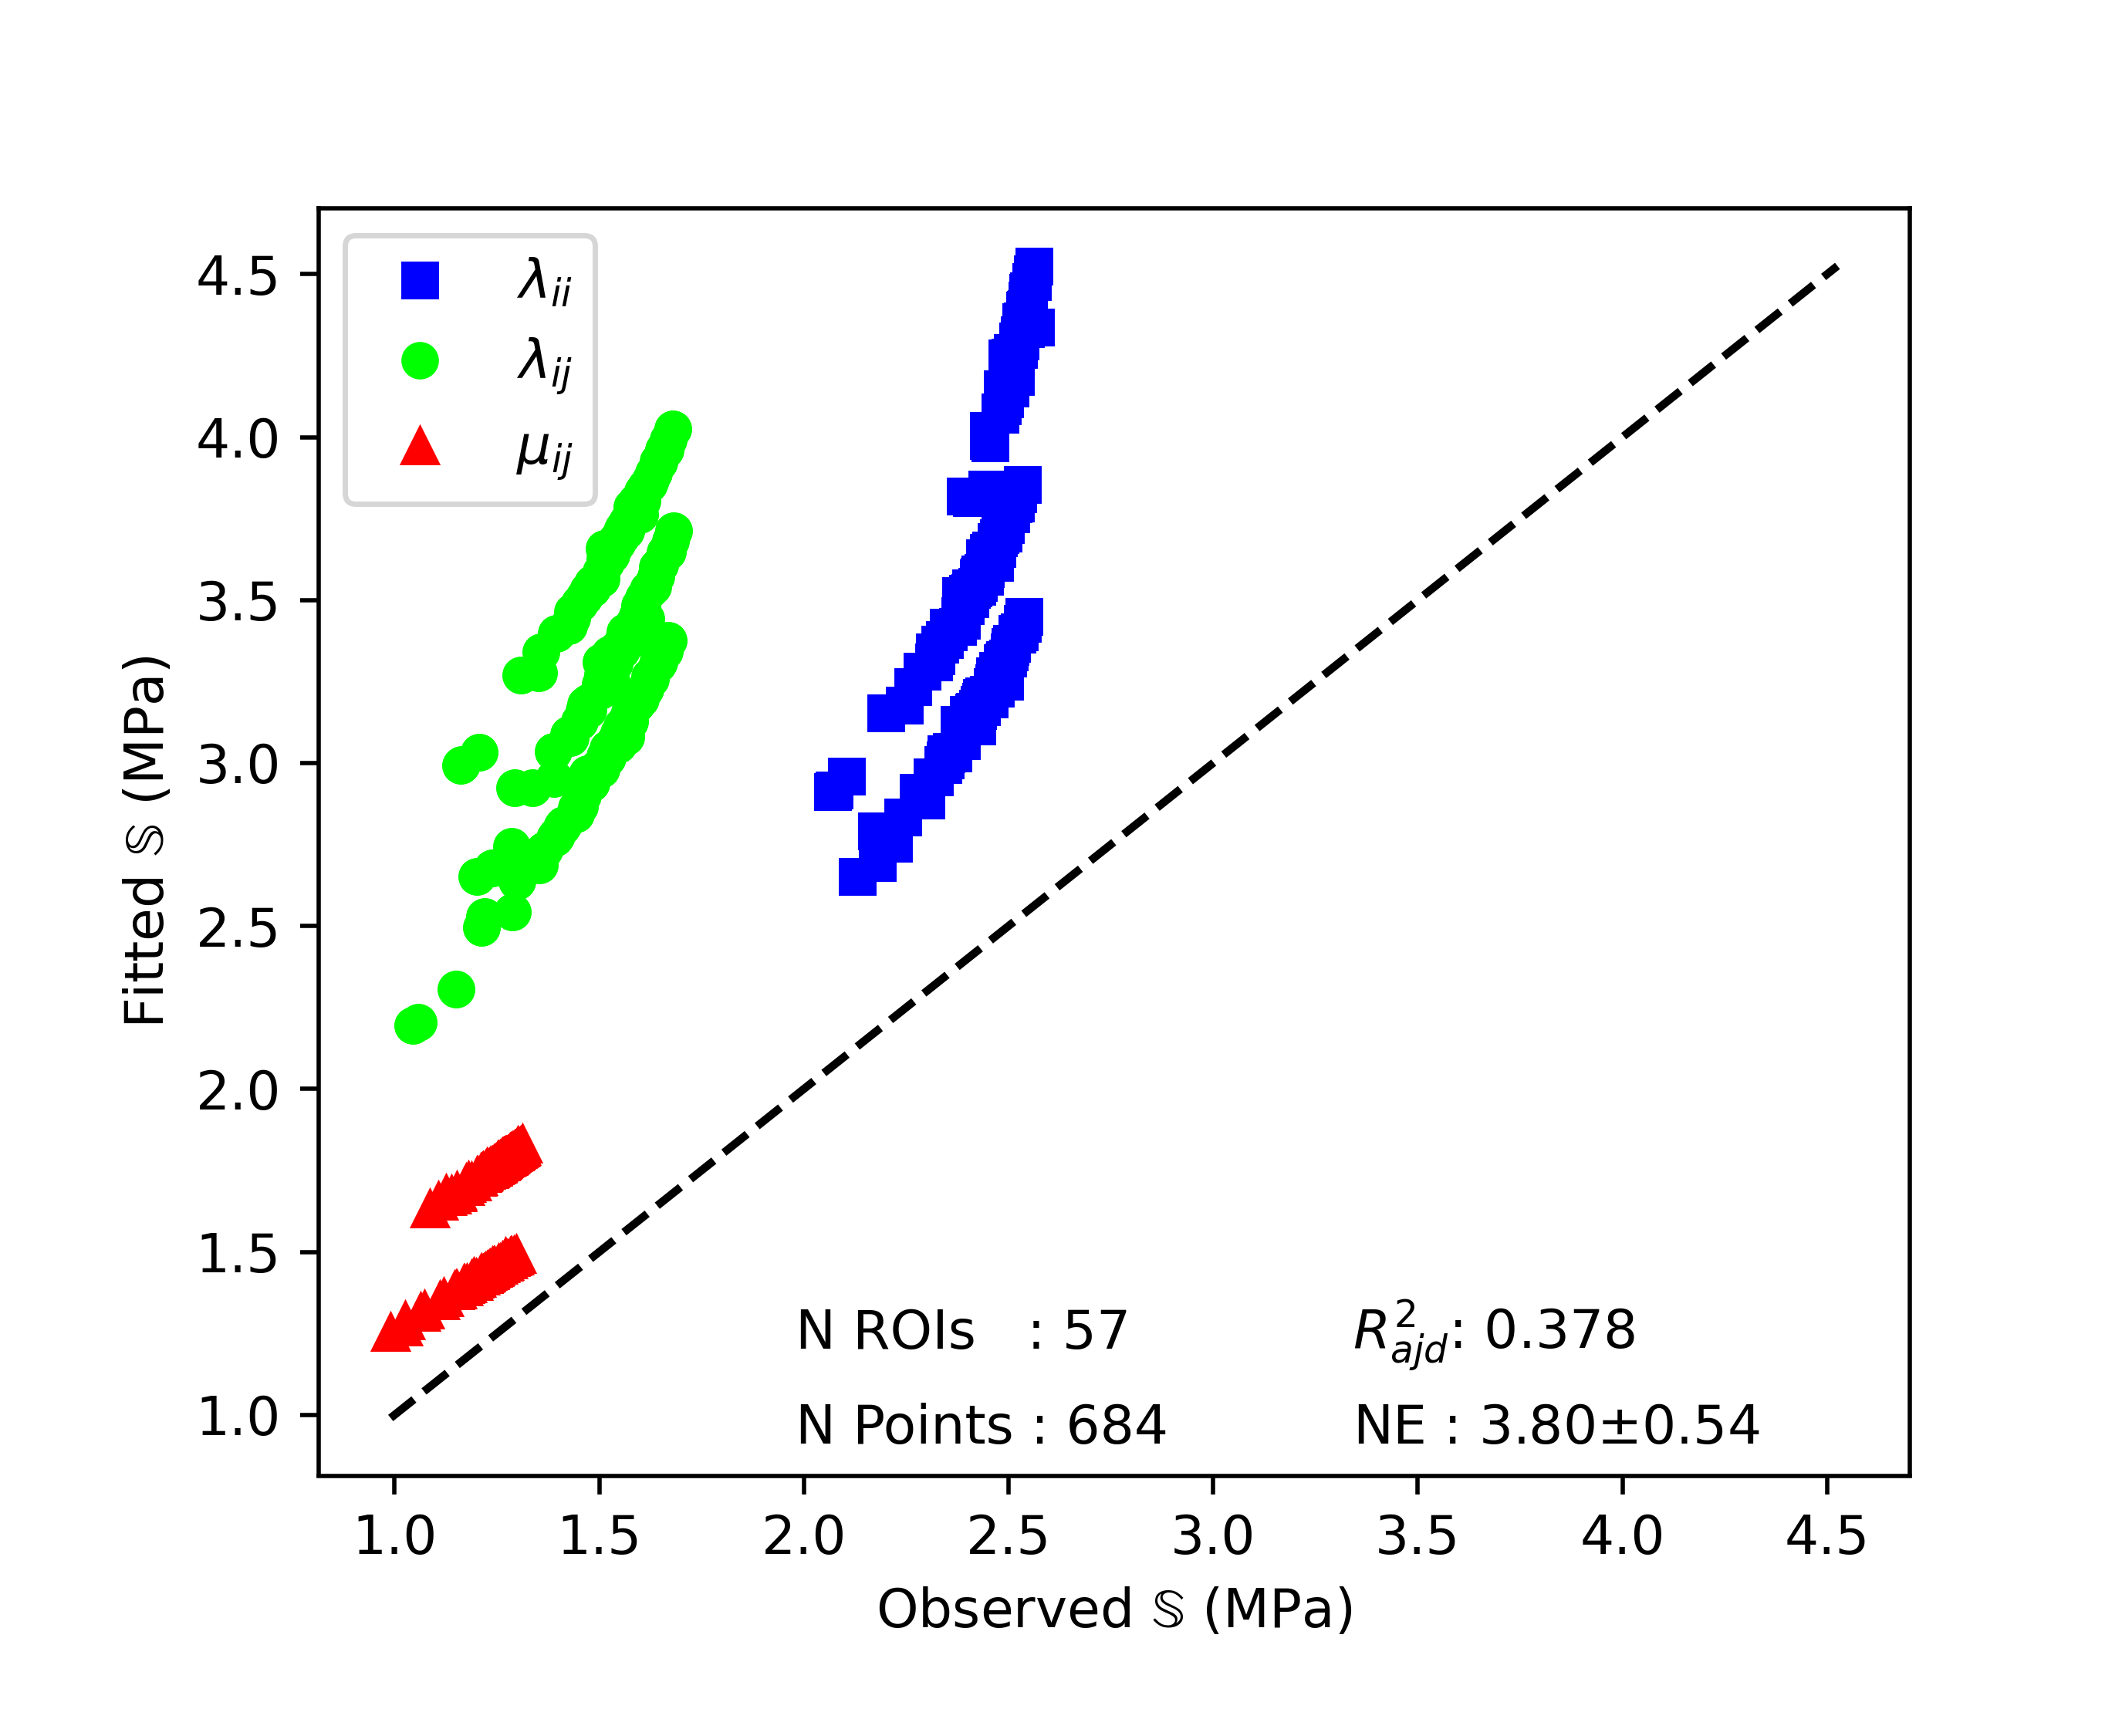 λii
λij
μij
4.5
4.0
3.5
3.0
2.5
2.0
1.5
1.0
Fitted 𝕊 (MPa)
N ROIs : 57
R²ajd: 0.378
N Points : 684
NE : 3.80±0.54
1.0 1.5 2.0 2.5 3.0 3.5 4.0 4.5
Observed 𝕊 (MPa)